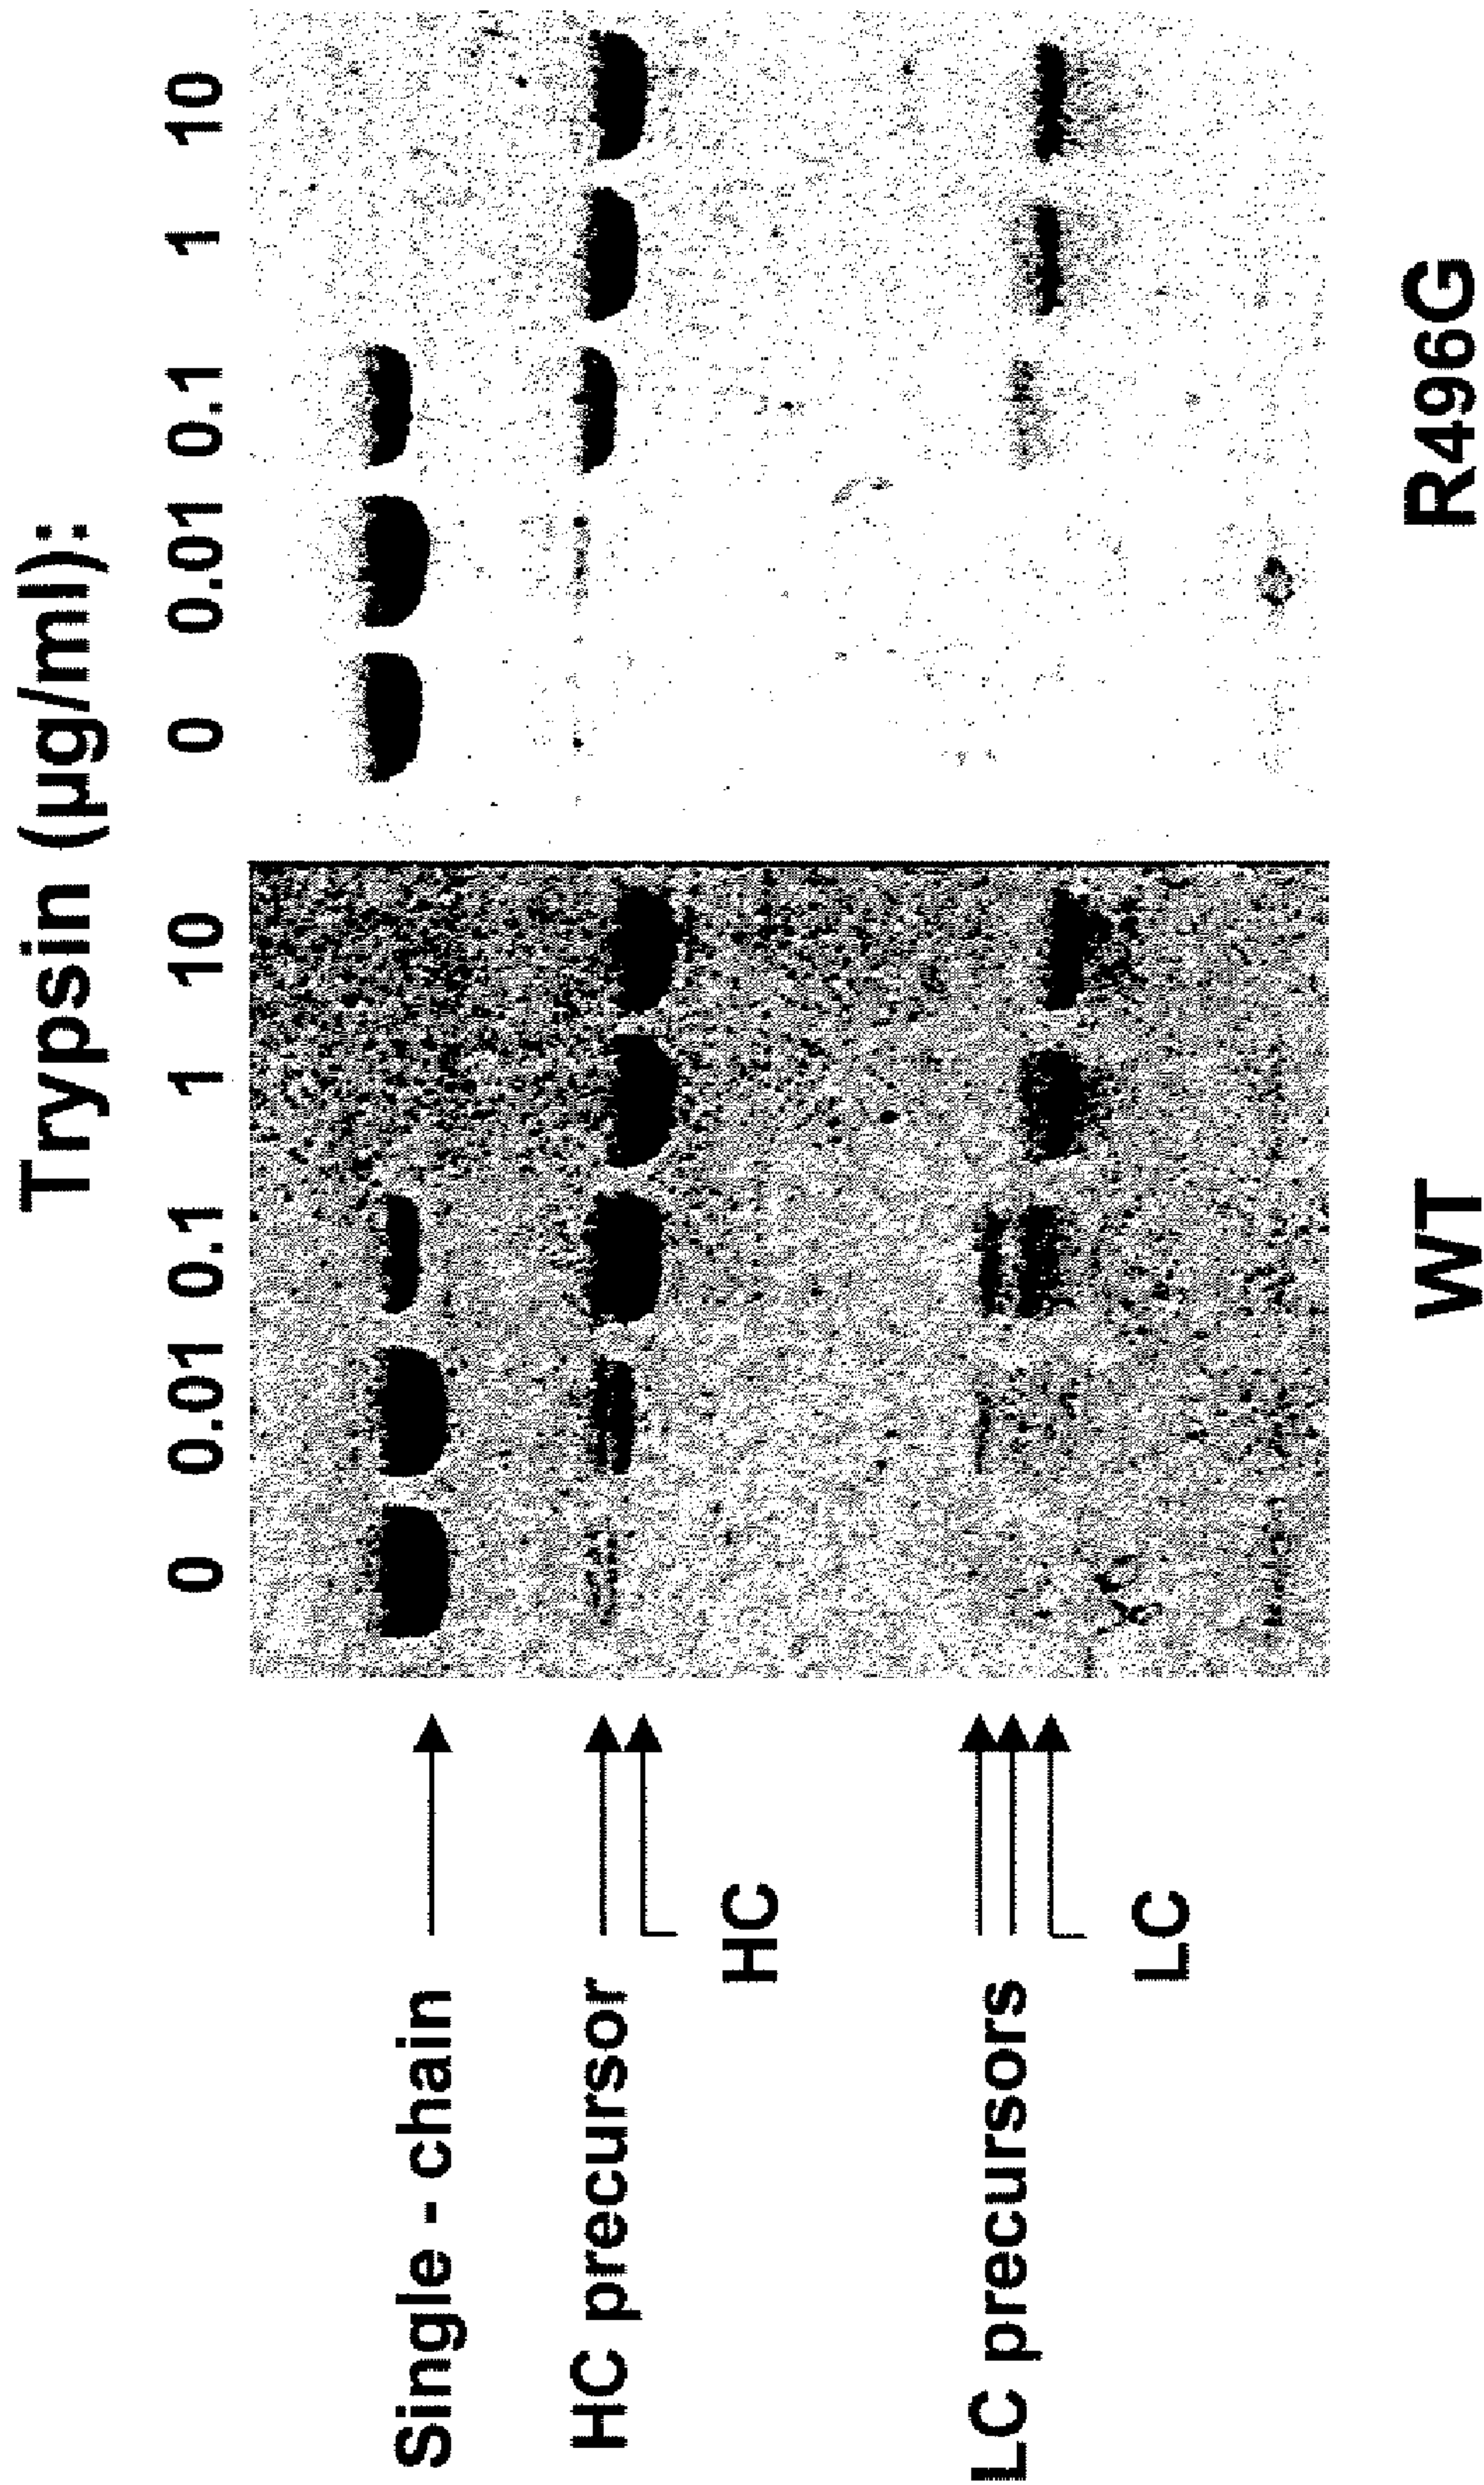 Trypsin (µg/ml):
0 0.01 0.1 1 10 0 0.01 0.1 1 10
Single - chain
HC precursor
HC
LC precursors
LC
WT R496G